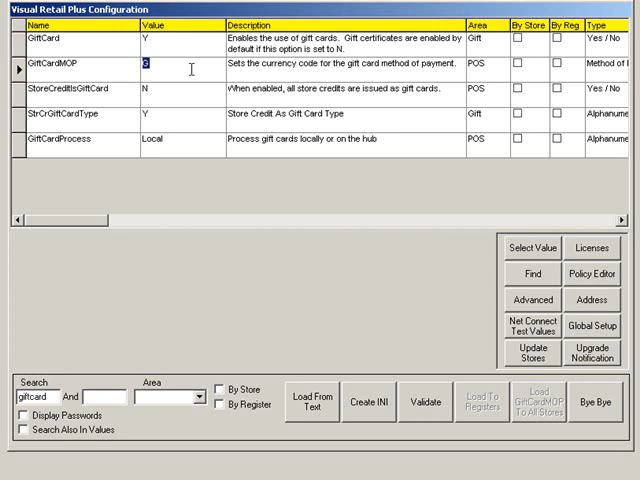 Visual Retail Plus Configuration
Name Value Description Area By Store By Reg Type
GiftCard Y Enables the use of gift cards. Gift certificates are enabled by default if this option is set to N. Gift Yes / No
GiftCardMOP G Sets the currency code for the gift card method of payment. POS Method of
StoreCreditIsGiftCard N When enabled, all store credits are issued as gift cards. POS Yes / No
StrCrGiftCardType Y Store Credit As Gift Card Type Gift Alphanume
GiftCardProcess Local Process gift cards locally or on the hub POS Alphanume
Select Value Licenses
Find Policy Editor
Advanced Address
Net Connect Test Values Global Setup
Update Stores Upgrade Notification
Search Area
giftcard And
By Store
By Register
Display Passwords
Search Also In Values
Load From Text Create INI Validate Load To Registers Load GiftCardMOP To All Stores Bye Bye